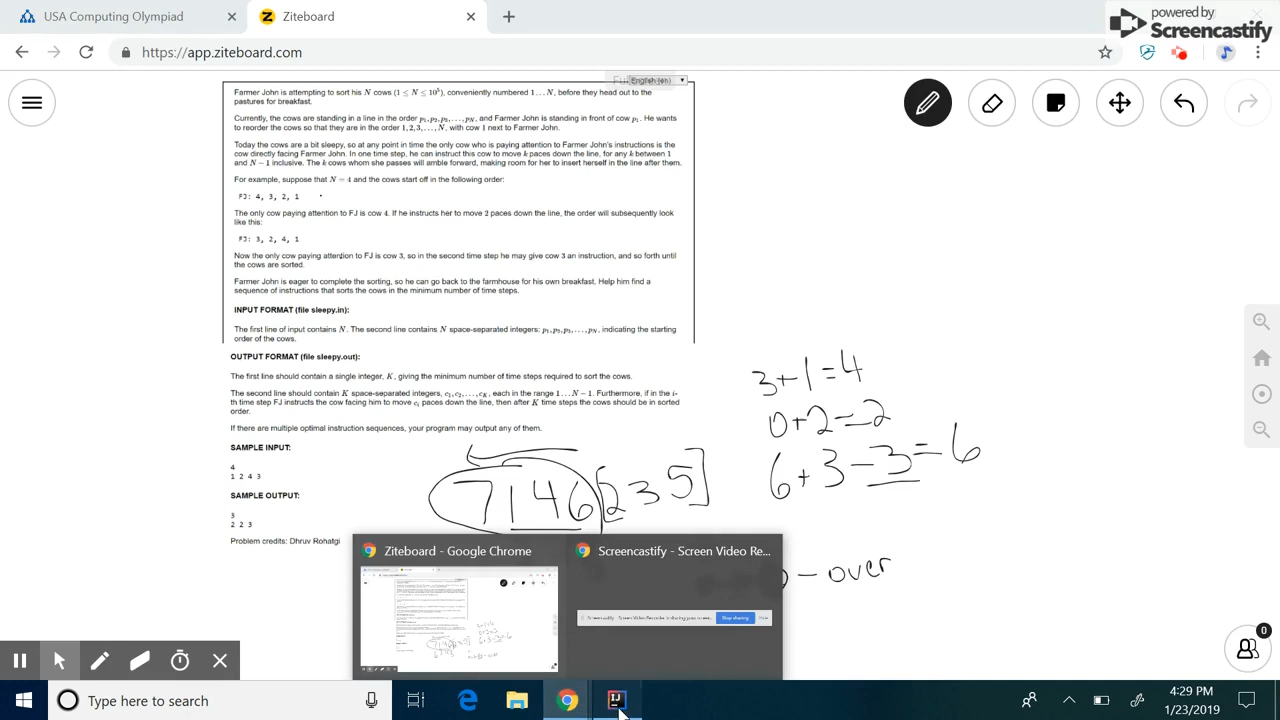 powered by
Screencastify
USA Computing Olympiad
Ziteboard
https://app.ziteboard.com
English (en)
Farmer John is attempting to sort his N cows (1 ≤ N ≤ 10⁵), conveniently numbered 1…N, before they head out to the
pastures for breakfast.
Currently, the cows are standing in a line in the order p₁, p₂, p₃, …, p_N, and Farmer John is standing in front of cow p₁. He wants
to reorder the cows so that they are in the order 1, 2, 3, …, N, with cow 1 next to Farmer John.
Today the cows are a bit sleepy, so at any point in time the only cow who is paying attention to Farmer John's instructions is the
cow directly facing Farmer John. In one time step, he can instruct this cow to move k paces down the line, for any k between 1
and N − 1 inclusive. The k cows whom she passes will amble forward, making room for her to insert herself in the line after them.
For example, suppose that N = 4 and the cows start off in the following order:
FJ: 4, 3, 2, 1
The only cow paying attention to FJ is cow 4. If he instructs her to move 2 paces down the line, the order will subsequently look
like this:
FJ: 3, 2, 4, 1
Now the only cow paying attention to FJ is cow 3, so in the second time step he may give cow 3 an instruction, and so forth until
the cows are sorted.
Farmer John is eager to complete the sorting, so he can go back to the farmhouse for his own breakfast. Help him find a
sequence of instructions that sorts the cows in the minimum number of time steps.
INPUT FORMAT (file sleepy.in):
The first line of input contains N. The second line contains N space-separated integers: p₁, p₂, p₃, …, p_N, indicating the starting
order of the cows.
OUTPUT FORMAT (file sleepy.out):
The first line should contain a single integer, K, giving the minimum number of time steps required to sort the cows.
The second line should contain K space-separated integers, c₁, c₂, …, c_K, each in the range 1…N − 1. Furthermore, if in the i-
th time step FJ instructs the cow facing him to move cᵢ paces down the line, then after K time steps the cows should be in sorted
order.
If there are multiple optimal instruction sequences, your program may output any of them.
SAMPLE INPUT:
4
1 2 4 3
SAMPLE OUTPUT:
3
2 2 3
Problem credits: Dhruv Rohatgi
3+1=4
0+2=2
6+3-3=6
7 1 4 6 [2 3 5]
Ziteboard - Google Chrome
Screencastify - Screen Video Re...
Stop sharing
Type here to search
4:29 PM
1/23/2019